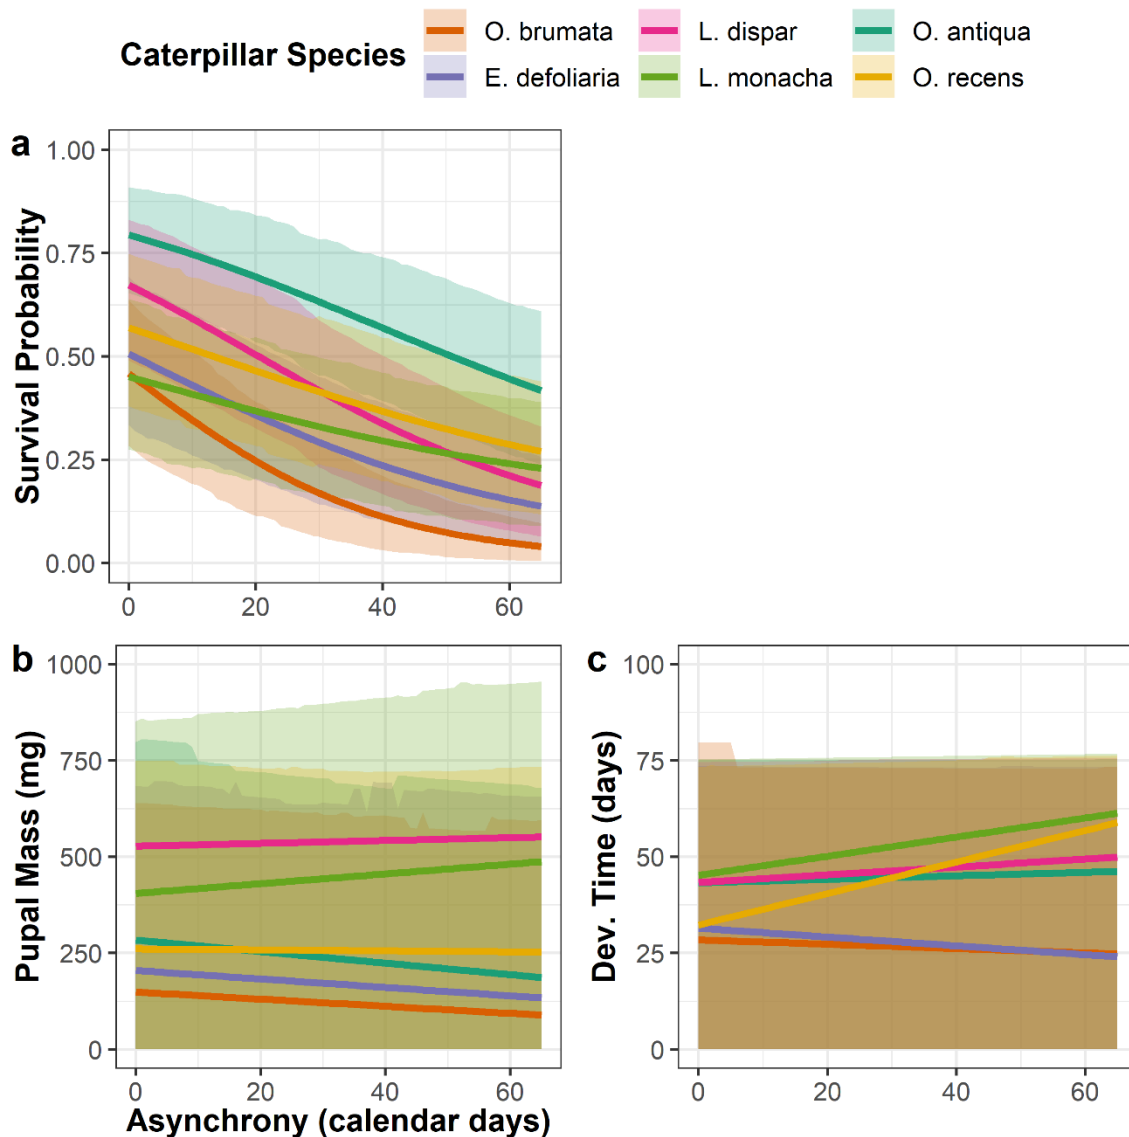 Caterpillar Species
O. brumata L. dispar O. antiqua
E. defoliaria L. monacha O. recens
a
Survival Probability
1.00
0.75
0.50
0.25
0.00
0 20 40 60
b
Pupal Mass (mg)
1000
750
500
250
0
0 20 40 60
Asynchrony (calendar days)
c
Dev. Time (days)
100
75
50
25
0
0 20 40 60